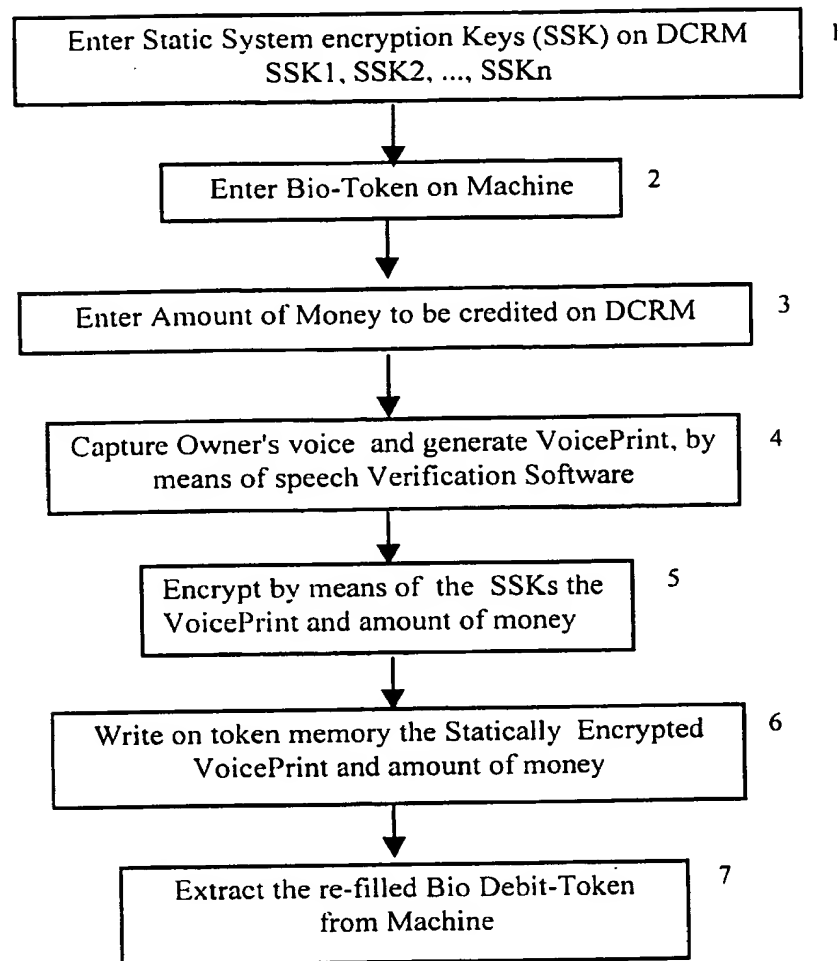 Enter Static System encryption Keys (SSK) on DCRM
SSK1, SSK2, ..., SSKn
1
Enter Bio-Token on Machine
2
Enter Amount of Money to be credited on DCRM
3
Capture Owner's voice and generate VoicePrint, by
means of speech Verification Software
4
Encrypt by means of the SSKs the
VoicePrint and amount of money
5
Write on token memory the Statically Encrypted
VoicePrint and amount of money
6
Extract the re-filled Bio Debit-Token
from Machine
7